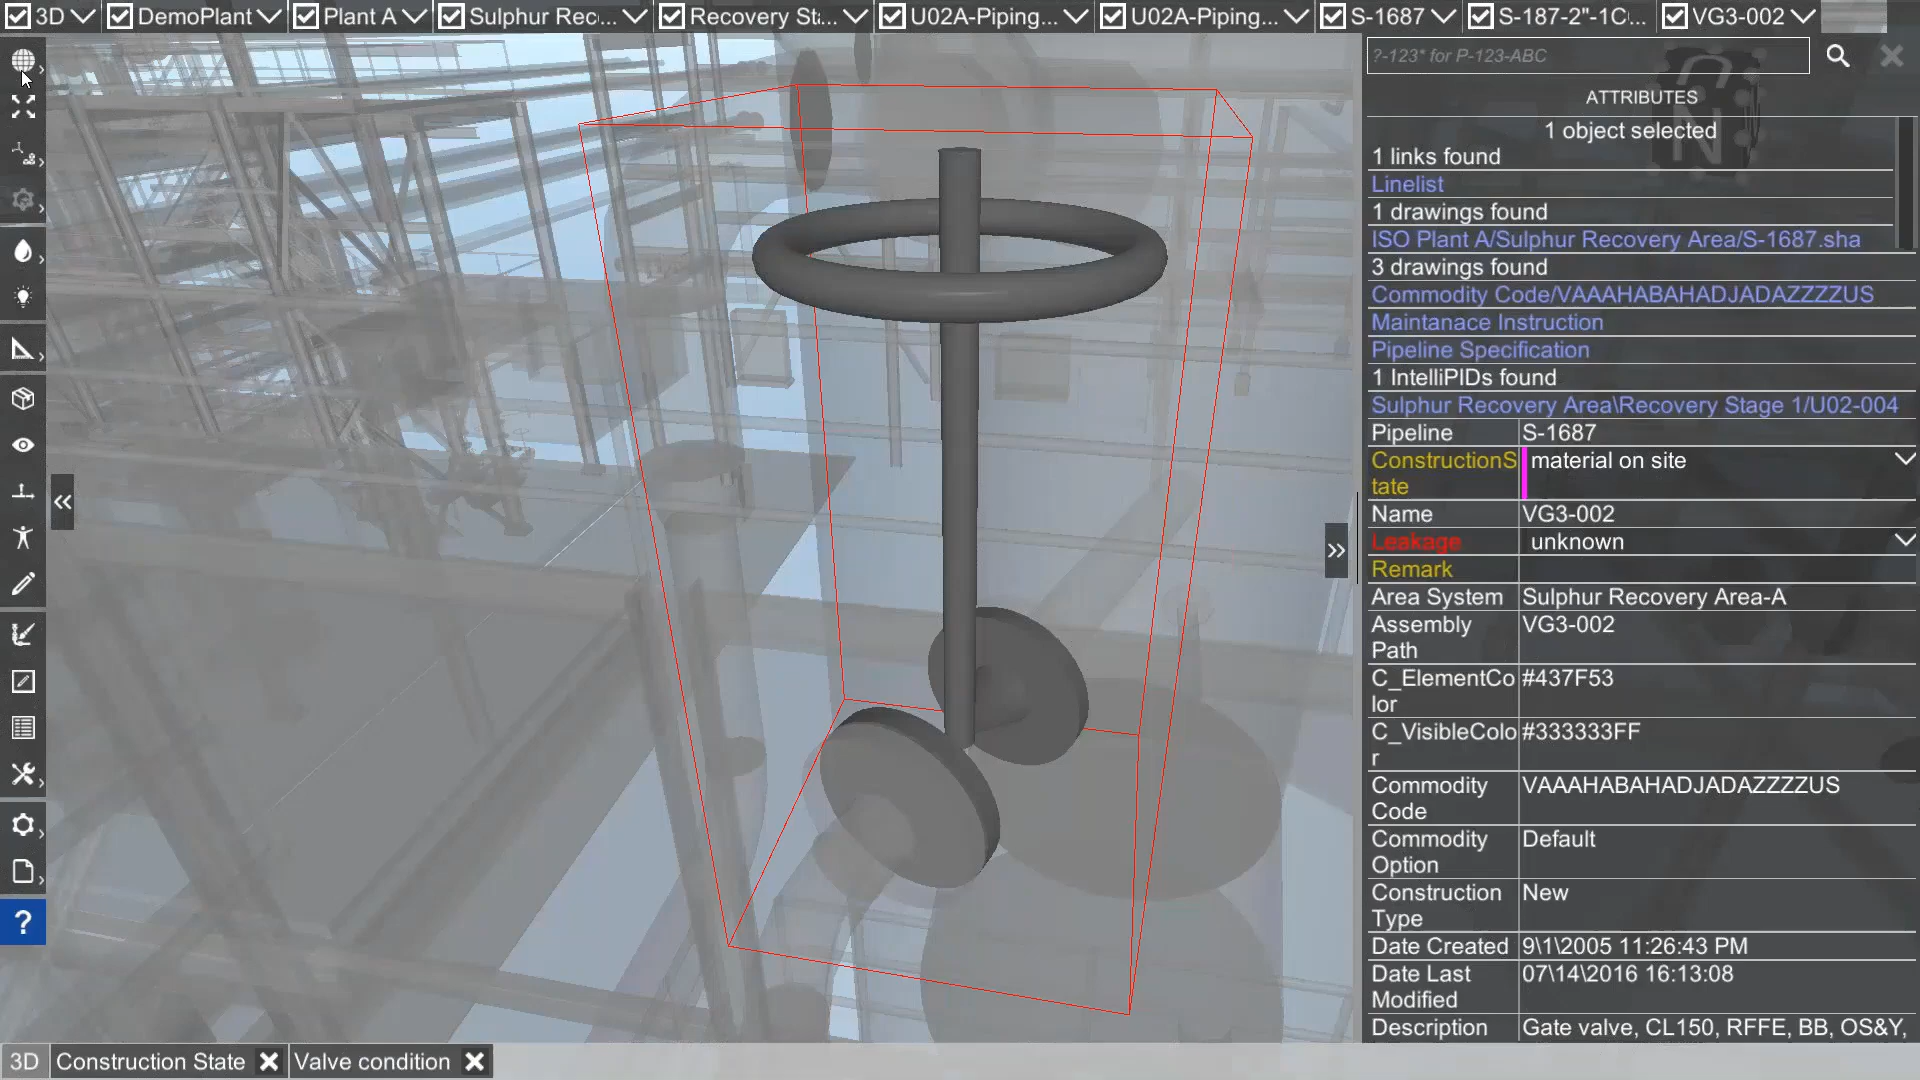 3D DemoPlant Plant A Sulphur Rec... Recovery St... U02A-Piping... U02A-Piping... S-1687 S-187-2"-1C... VG3-002
?-123* for P-123-ABC
ATTRIBUTES
N
1 object selected
1 links found
Linelist
1 drawings found
ISO Plant A/Sulphur Recovery Area/S-1687.sha
3 drawings found
Commodity Code/VAAAHABAHADJADAZZZZUS
Maintanace Instruction
Pipeline Specification
1 IntelliPIDs found
Sulphur Recovery Area\Recovery Stage 1/U02-004
Pipeline S-1687
ConstructionS material on site
tate
Name VG3-002
Leakage unknown
Remark
Area System Sulphur Recovery Area-A
Assembly VG3-002
Path
C_ElementCo #437F53
lor
C_VisibleColo #333333FF
r
Commodity VAAAHABAHADJADAZZZZUS
Code
Commodity Default
Option
Construction New
Type
Date Created 9\1\2005 11:26:43 PM
Date Last 07\14\2016 16:13:08
Modified
Description Gate valve, CL150, RFFE, BB, OS&Y,
?
3D Construction State Valve condition